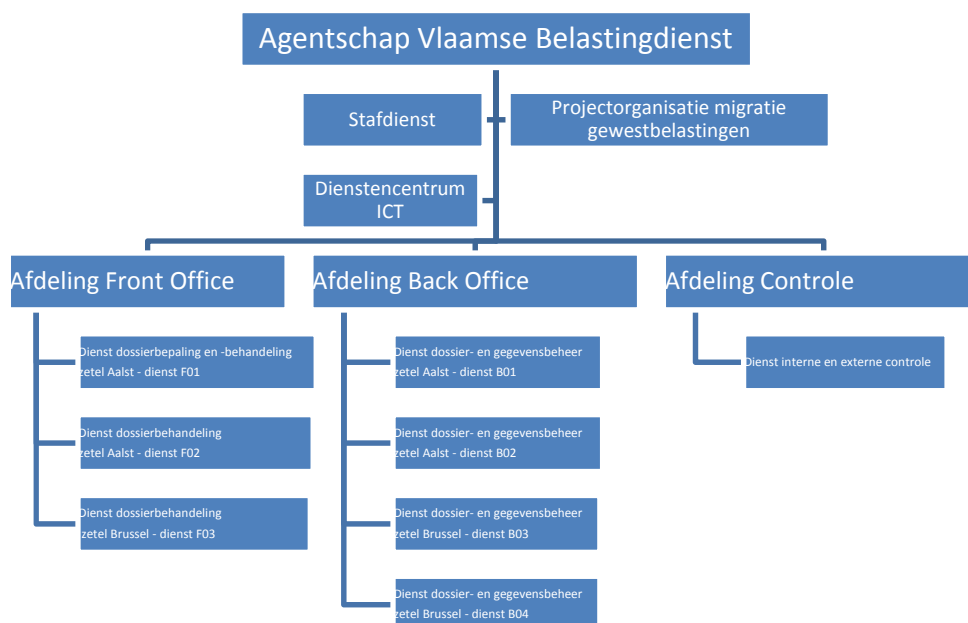 Agentschap Vlaamse Belastingdienst
Stafdienst
Projectorganisatie migratie
gewestbelastingen
Dienstencentrum
ICT
Afdeling Front Office
Afdeling Back Office
Afdeling Controle
Dienst dossierbepaling en -behandeling
zetel Aalst - dienst F01
Dienst dossierbehandeling
zetel Aalst - dienst F02
Dienst dossierbehandeling
zetel Brussel - dienst F03
Dienst dossier- en gegevensbeheer
zetel Aalst - dienst B01
Dienst dossier- en gegevensbeheer
zetel Aalst - dienst B02
Dienst dossier- en gegevensbeheer
zetel Brussel - dienst B03
Dienst dossier- en gegevensbeheer
zetel Brussel - dienst B04
Dienst interne en externe controle